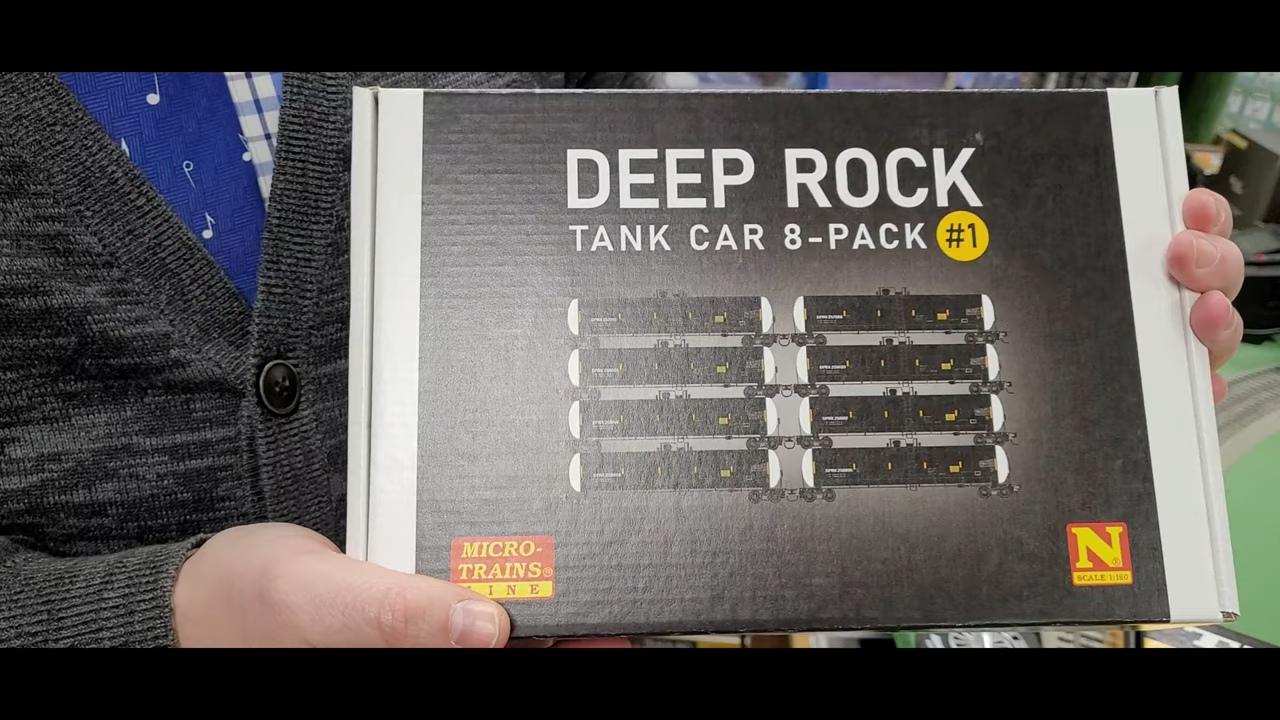 DEEP ROCK
TANK CAR 8-PACK #1
MICRO-
TRAINS®
LINE
N®
SCALE 1:160